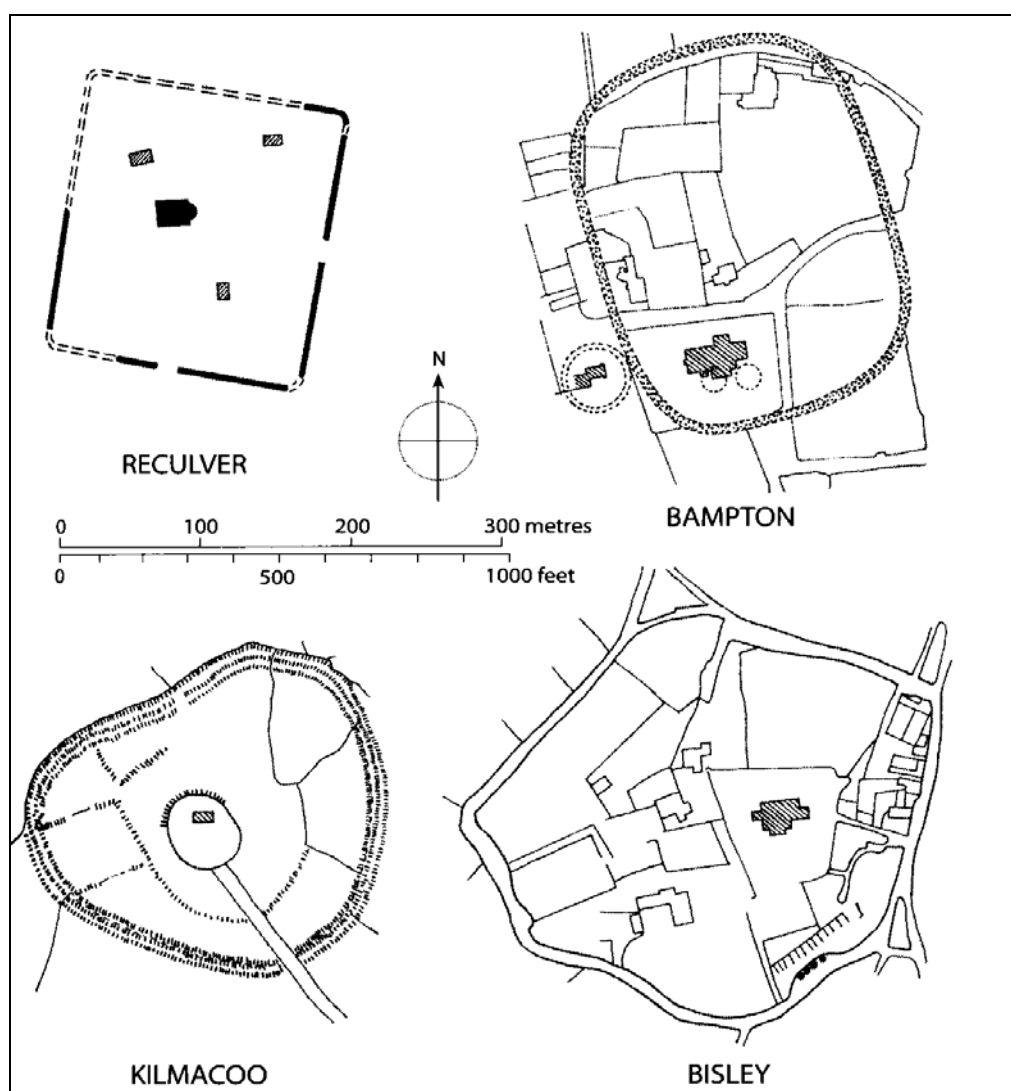 N
RECULVER
BAMPTON
0 100 200 300 metres
0 500 1000 feet
KILMACOO
BISLEY